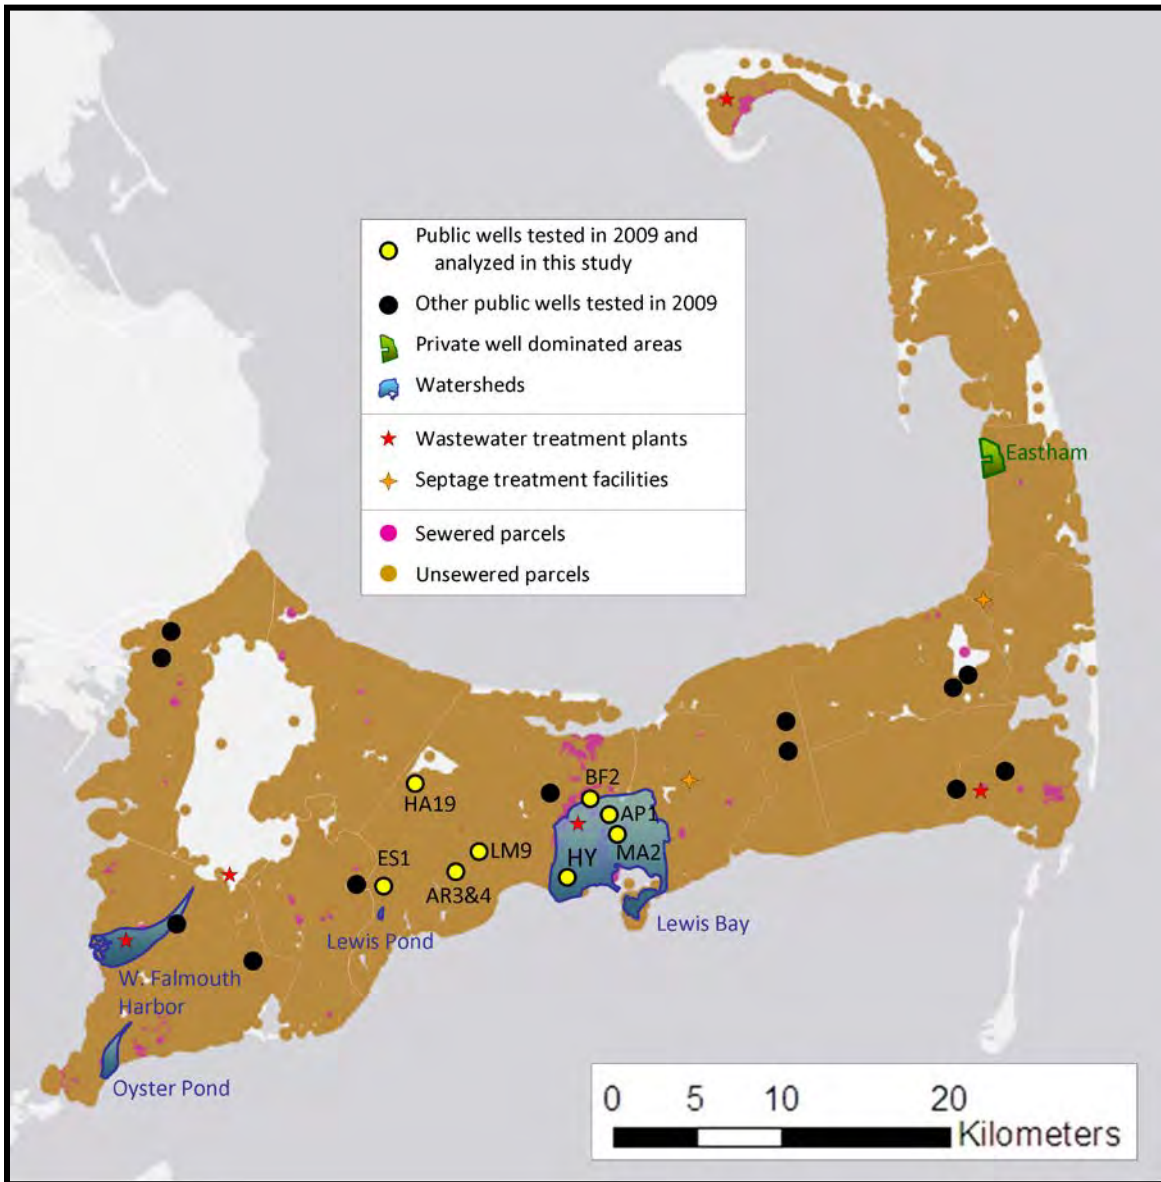 Public wells tested in 2009 and
analyzed in this study
Other public wells tested in 2009
Private well dominated areas
Watersheds
Wastewater treatment plants
Septage treatment facilities
Sewered parcels
Unsewered parcels
Eastham
BF2
HA19
AP1
LM9
MA2
ES1
HY
AR3&4
Lewis Bay
Lewis Pond
W. Falmouth
Harbor
Oyster Pond
0 5 10 20
Kilometers